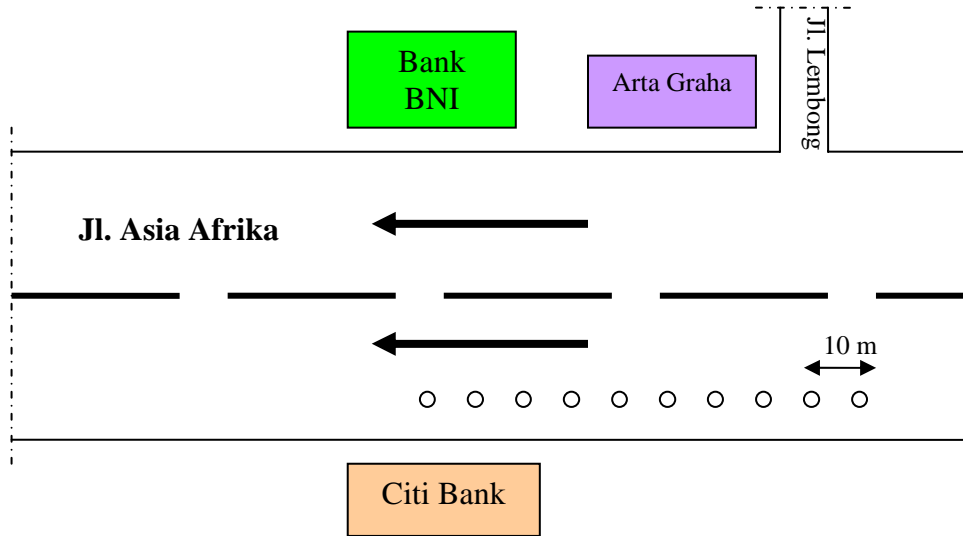 Bank
BNI
Arta Graha
Jl. Lembong
Jl. Asia Afrika
10 m
Citi Bank